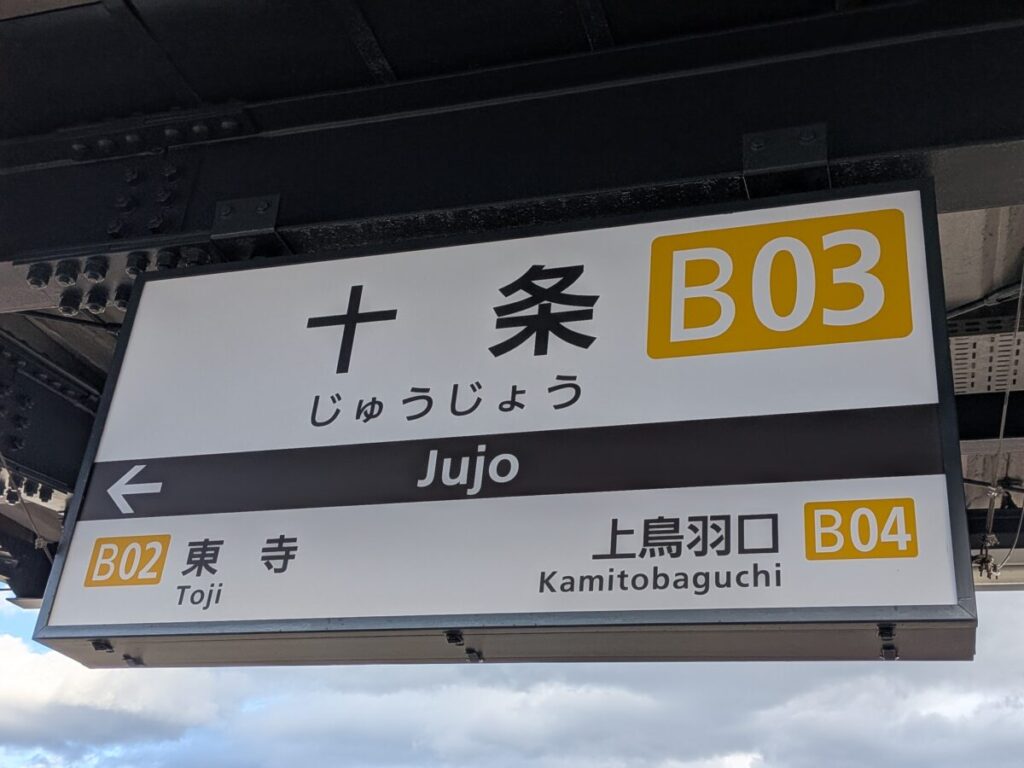 十条 B03
じゅうじょう
← Jujo
B02 東寺
Toji
上鳥羽口 B04
Kamitobaguchi